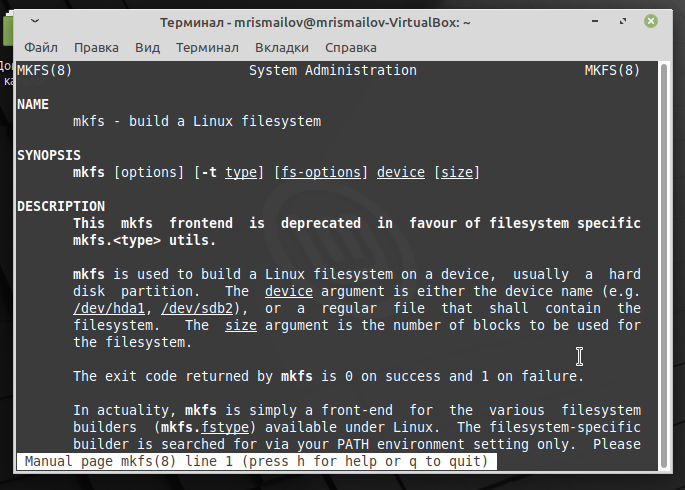 До
ка
Терминал - mrismailov@mrismailov-VirtualBox: ~
Файл Правка Вид Терминал Вкладки Справка
MKFS(8) System Administration MKFS(8)
NAME
mkfs - build a Linux filesystem
SYNOPSIS
mkfs [options] [-t type] [fs-options] device [size]
DESCRIPTION
This mkfs frontend is deprecated in favour of filesystem specific
mkfs.<type> utils.
mkfs is used to build a Linux filesystem on a device, usually a hard
disk partition. The device argument is either the device name (e.g.
/dev/hda1, /dev/sdb2), or a regular file that shall contain the
filesystem. The size argument is the number of blocks to be used for
the filesystem.
The exit code returned by mkfs is 0 on success and 1 on failure.
In actuality, mkfs is simply a front-end for the various filesystem
builders (mkfs.fstype) available under Linux. The filesystem-specific
builder is searched for via your PATH environment setting only. Please
Manual page mkfs(8) line 1 (press h for help or q to quit)